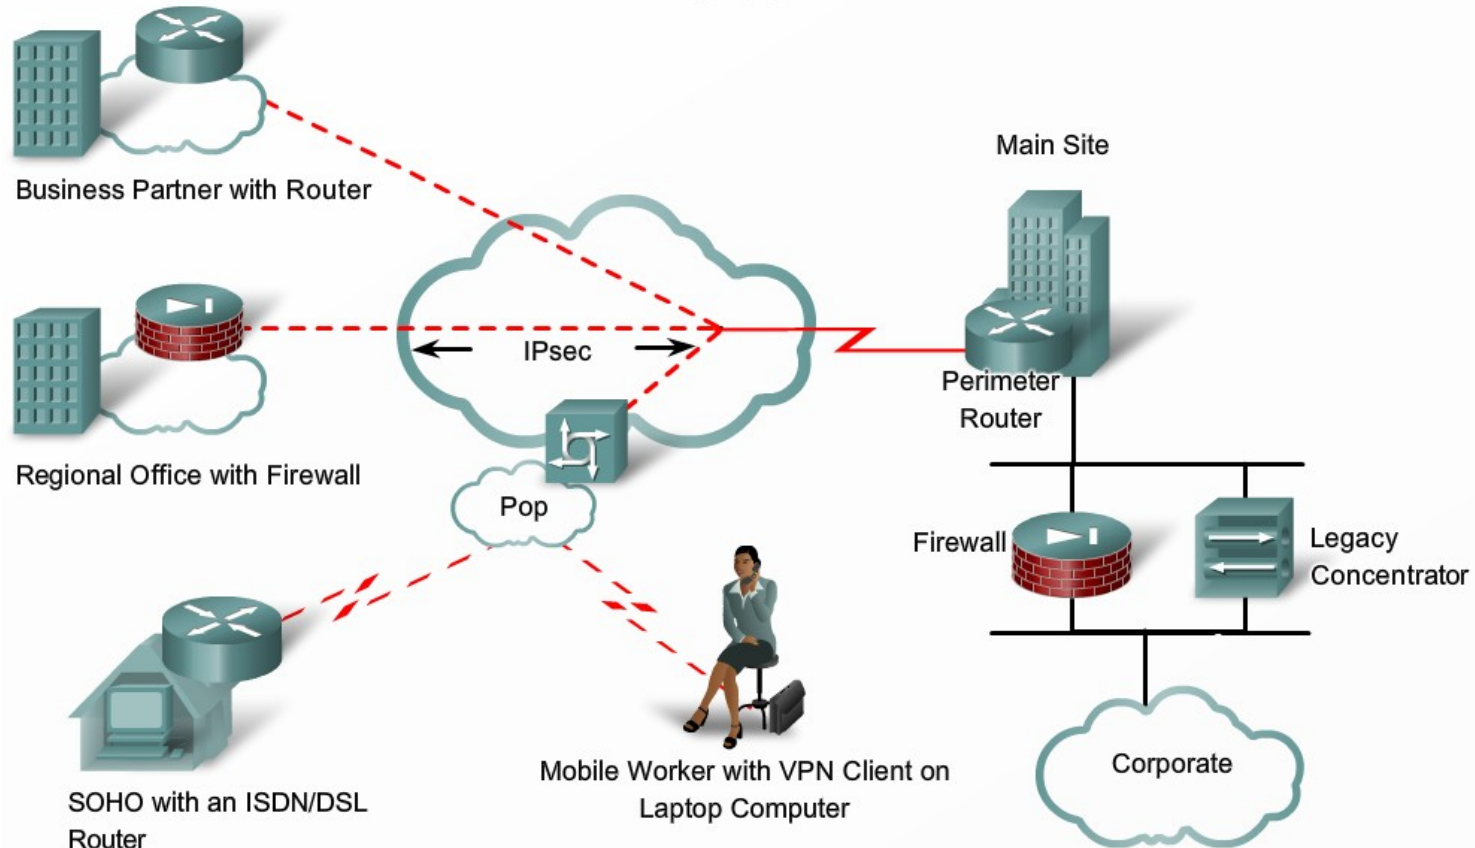 Main Site
Business Partner with Router
IPsec
Perimeter
Router
Regional Office with Firewall
Pop
Firewall
Legacy
Concentrator
Mobile Worker with VPN Client on
Laptop Computer
Corporate
SOHO with an ISDN/DSL
Router